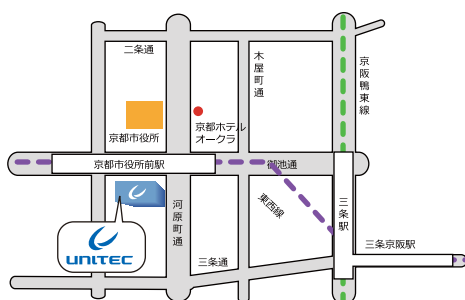 二条通
木屋町通
京阪鴨東線
京都市役所
京都ホテル
オークラ
京都市役所前駅
御池通
河原町通
東西線
三条駅
三条京阪駅
三条通
UNITEC